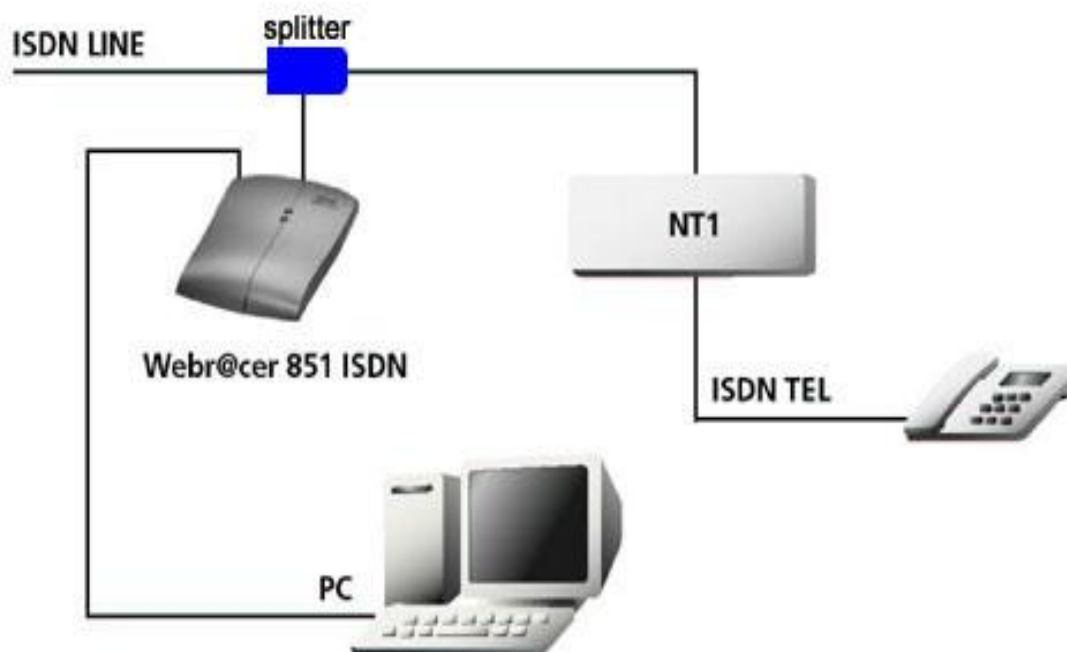 splitter
ISDN LINE
NT1
Webr@cer 851 ISDN
ISDN TEL
PC